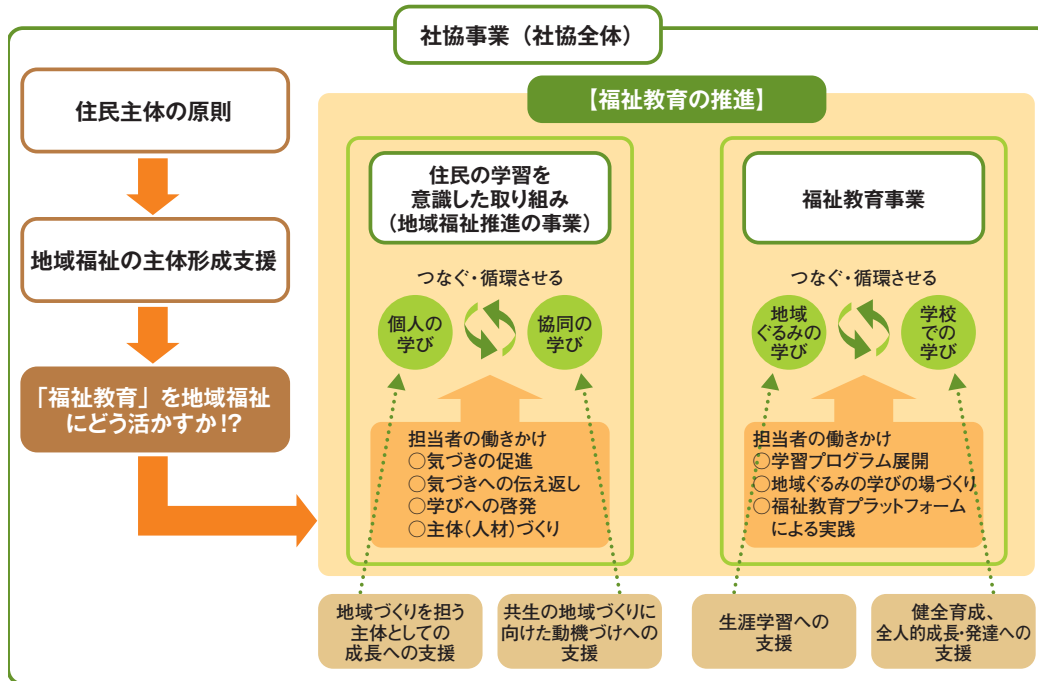 社協事業（社協全体）
住民主体の原則
地域福祉の主体形成支援
「福祉教育」を地域福祉
にどう活かすか!?
【福祉教育の推進】
住民の学習を
意識した取り組み
（地域福祉推進の事業）
つなぐ・循環させる
個人の
学び
協同の
学び
担当者の働きかけ
○気づきの促進
○気づきへの伝え返し
○学びへの啓発
○主体（人材）づくり
地域づくりを担う
主体としての
成長への支援
共生の地域づくりに
向けた動機づけへの
支援
福祉教育事業
つなぐ・循環させる
地域
ぐるみの
学び
学校
での
学び
担当者の働きかけ
○学習プログラム展開
○地域ぐるみの学びの場づくり
○福祉教育プラットフォーム
による実践
生涯学習への
支援
健全育成、
全人的成長・発達への
支援